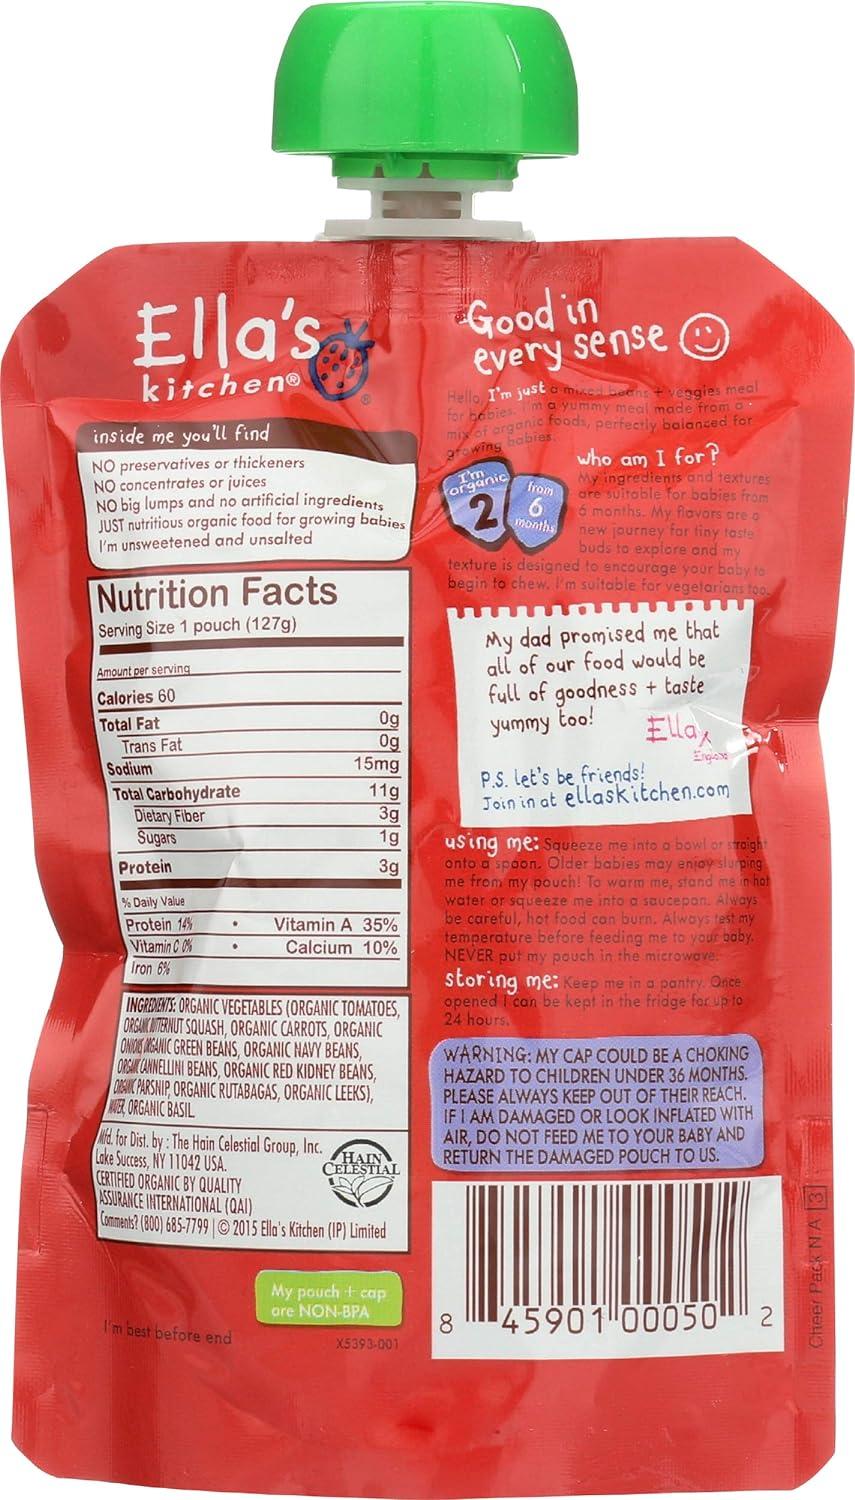 Ella's
kitchen®
®
Good in
every sense
Hello, I'm just a mixed beans + veggies meal
for babies. I'm a yummy meal made from a
mix of organic foods, perfectly balanced for
growing babies.
I'm
organic
2
from
6
months
who am I for?
My ingredients and textures
are suitable for babies from
6 months. My flavors are a
new journey for tiny taste
buds to explore and my
texture is designed to encourage your baby to
begin to chew. I'm suitable for vegetarians too.
inside me you'll find
NO preservatives or thickeners
NO concentrates or juices
NO big lumps and no artificial ingredients
JUST nutritious organic food for growing babies
I'm unsweetened and unsalted
Nutrition Facts
Serving Size 1 pouch (127g)
Amount per serving
Calories 60
Total Fat 0g
Trans Fat 0g
Sodium 15mg
Total Carbohydrate 11g
Dietary Fiber 3g
Sugars 1g
Protein 3g
% Daily Value
Protein 14% • Vitamin A 35%
Vitamin C 0% • Calcium 10%
Iron 6%
INGREDIENTS: ORGANIC VEGETABLES (ORGANIC TOMATOES,
ORGANIC BUTTERNUT SQUASH, ORGANIC CARROTS, ORGANIC
ONIONS, ORGANIC GREEN BEANS, ORGANIC NAVY BEANS,
ORGANIC CANNELLINI BEANS, ORGANIC RED KIDNEY BEANS,
ORGANIC PARSNIP, ORGANIC RUTABAGAS, ORGANIC LEEKS),
WATER, ORGANIC BASIL.
Mfd. for Dist. by : The Hain Celestial Group, Inc.
Lake Success, NY 11042 USA.
CERTIFIED ORGANIC BY QUALITY
ASSURANCE INTERNATIONAL (QAI)
Comments? (800) 685-7799 | © 2015 Ella's Kitchen (IP) Limited
HAIN
CELESTIAL
My pouch + cap
are NON-BPA
I'm best before end
X5393-001
My dad promised me that
all of our food would be
full of goodness + taste
yummy too!
Ella x
England
P.S. let's be friends!
Join in at ellaskitchen.com
using me: Squeeze me into a bowl or straight
onto a spoon. Older babies may enjoy slurping
me from my pouch! To warm me, stand me in hot
water or squeeze me into a saucepan. Always
be careful, hot food can burn. Always test my
temperature before feeding me to your baby.
NEVER put my pouch in the microwave.
storing me: Keep me in a pantry. Once
opened I can be kept in the fridge for up to
24 hours.
WARNING: MY CAP COULD BE A CHOKING
HAZARD TO CHILDREN UNDER 36 MONTHS.
PLEASE ALWAYS KEEP OUT OF THEIR REACH.
IF I AM DAMAGED OR LOOK INFLATED WITH
AIR, DO NOT FEED ME TO YOUR BABY AND
RETURN THE DAMAGED POUCH TO US.
8 45901 00050 2
Cheer Pack N.A 3